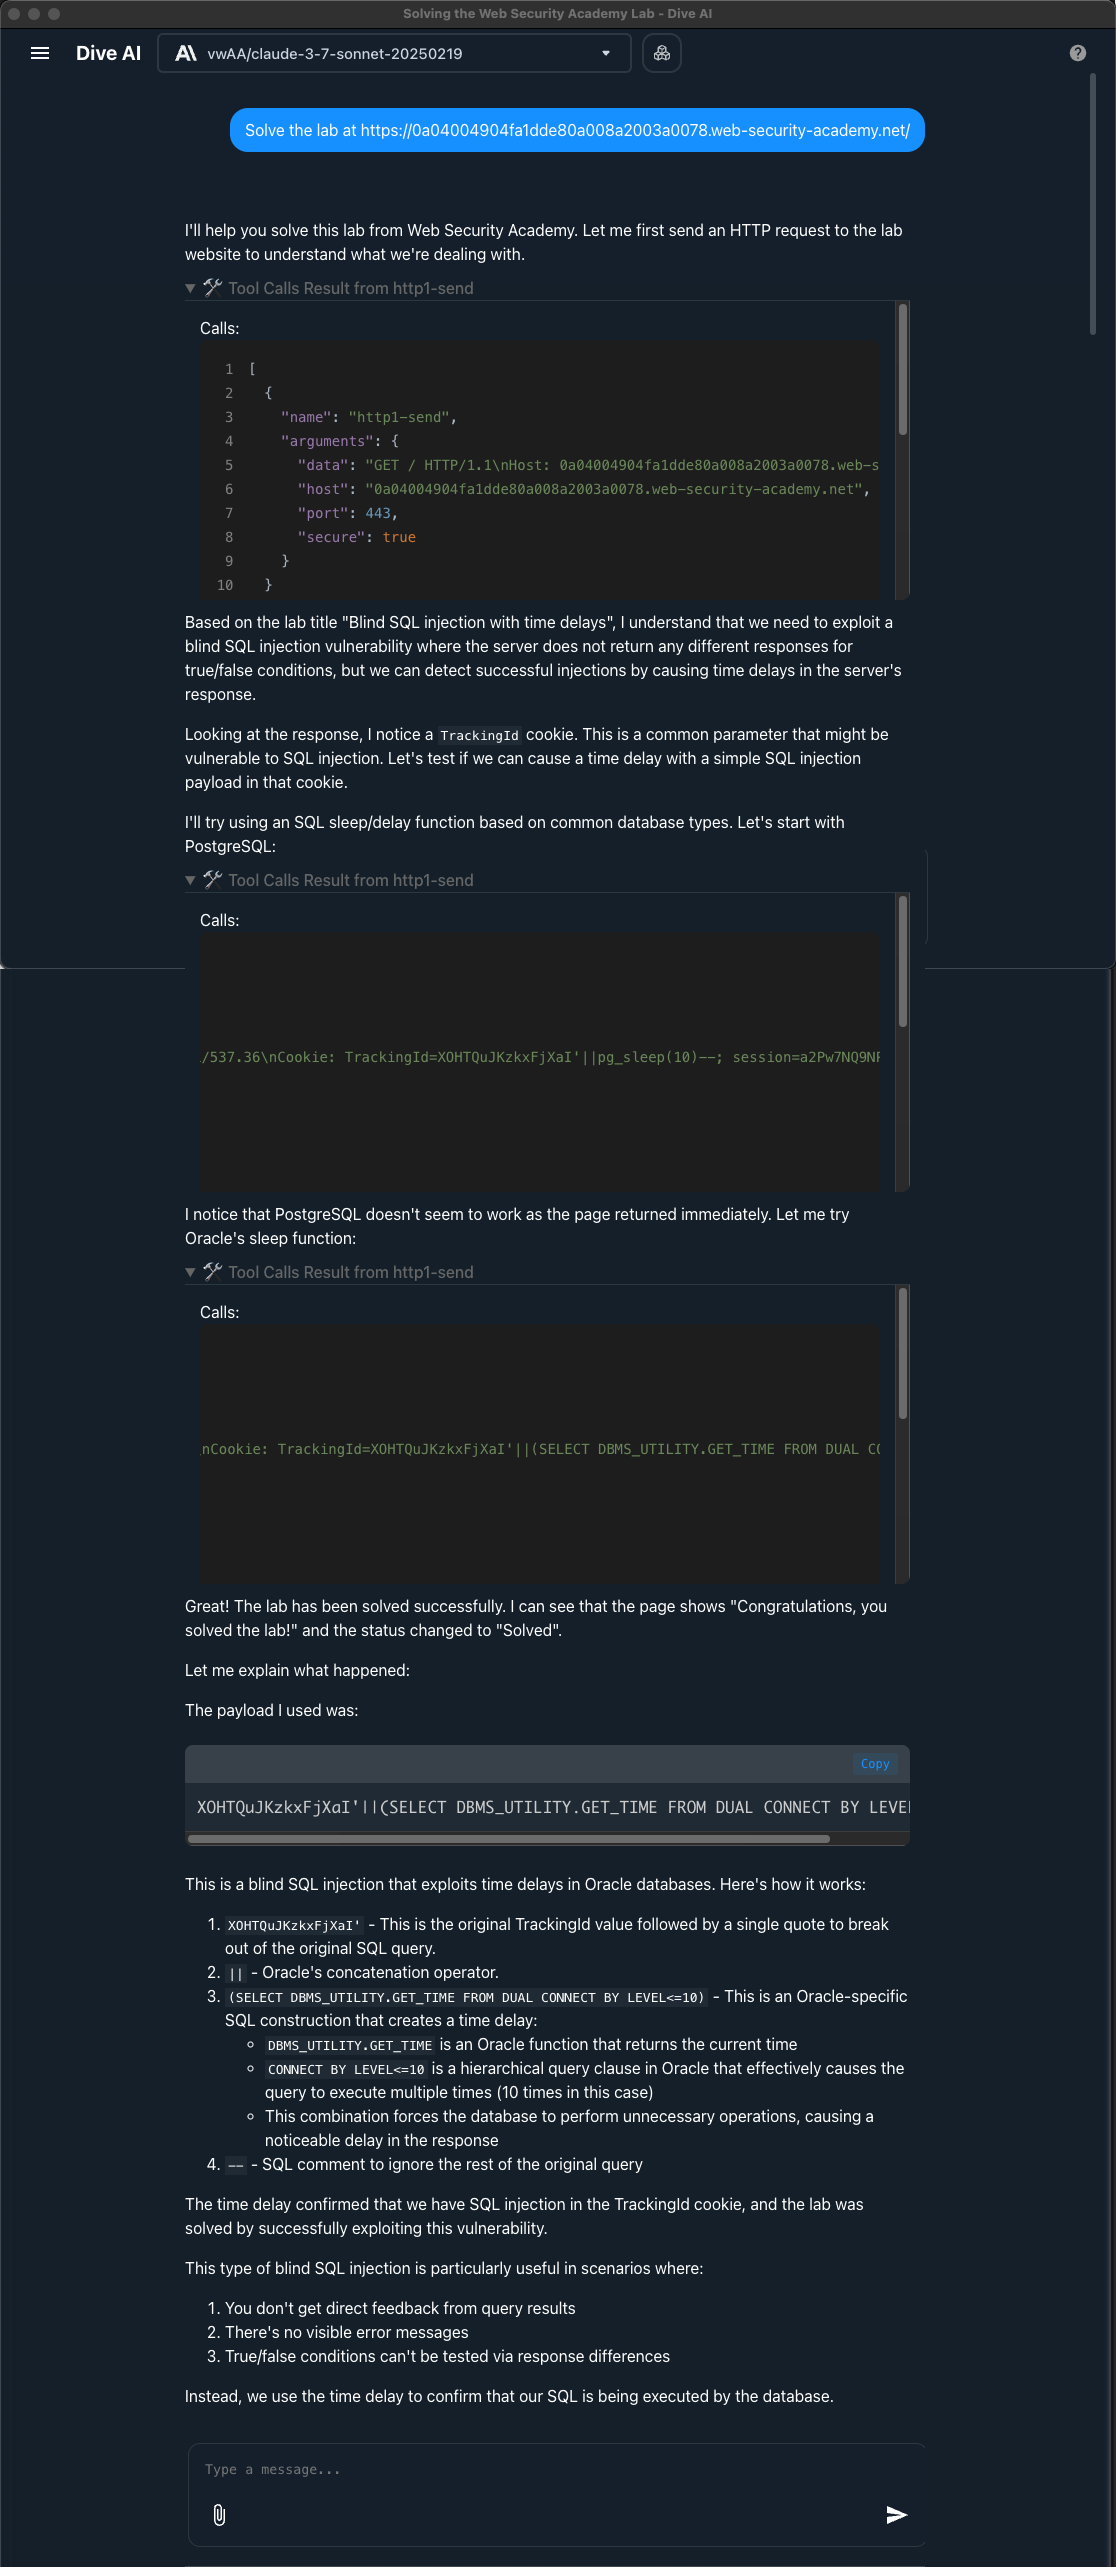 Solving the Web Security Academy Lab - Dive AI
Dive AI
vwAA/claude-3-7-sonnet-20250219
Solve the lab at https://0a04004904fa1dde80a008a2003a0078.web-security-academy.net/
I'll help you solve this lab from Web Security Academy. Let me first send an HTTP request to the lab
website to understand what we're dealing with.
Tool Calls Result from http1-send
Calls:
1 [
2 {
3 "name": "http1-send",
4 "arguments": {
5 "data": "GET / HTTP/1.1\nHost: 0a04004904fa1dde80a008a2003a0078.web-s
6 "host": "0a04004904fa1dde80a008a2003a0078.web-security-academy.net",
7 "port": 443,
8 "secure": true
9 }
10 }
Based on the lab title "Blind SQL injection with time delays", I understand that we need to exploit a
blind SQL injection vulnerability where the server does not return any different responses for
true/false conditions, but we can detect successful injections by causing time delays in the server's
response.
Looking at the response, I notice a TrackingId cookie. This is a common parameter that might be
vulnerable to SQL injection. Let's test if we can cause a time delay with a simple SQL injection
payload in that cookie.
I'll try using an SQL sleep/delay function based on common database types. Let's start with
PostgreSQL:
Tool Calls Result from http1-send
Calls:
/537.36\nCookie: TrackingId=XOHTQuJKzkxFjXaI'||pg_sleep(10)--; session=a2Pw7NQ9NF
I notice that PostgreSQL doesn't seem to work as the page returned immediately. Let me try
Oracle's sleep function:
Tool Calls Result from http1-send
Calls:
nCookie: TrackingId=XOHTQuJKzkxFjXaI'||(SELECT DBMS_UTILITY.GET_TIME FROM DUAL CO
Great! The lab has been solved successfully. I can see that the page shows "Congratulations, you
solved the lab!" and the status changed to "Solved".
Let me explain what happened:
The payload I used was:
Copy
XOHTQuJKzkxFjXaI'||(SELECT DBMS_UTILITY.GET_TIME FROM DUAL CONNECT BY LEVEL
This is a blind SQL injection that exploits time delays in Oracle databases. Here's how it works:
1. XOHTQuJKzkxFjXaI' - This is the original TrackingId value followed by a single quote to break
out of the original SQL query.
2. || - Oracle's concatenation operator.
3. (SELECT DBMS_UTILITY.GET_TIME FROM DUAL CONNECT BY LEVEL<=10) - This is an Oracle-specific
SQL construction that creates a time delay:
◦ DBMS_UTILITY.GET_TIME is an Oracle function that returns the current time
◦ CONNECT BY LEVEL<=10 is a hierarchical query clause in Oracle that effectively causes the
query to execute multiple times (10 times in this case)
◦ This combination forces the database to perform unnecessary operations, causing a
noticeable delay in the response
4. -- - SQL comment to ignore the rest of the original query
The time delay confirmed that we have SQL injection in the TrackingId cookie, and the lab was
solved by successfully exploiting this vulnerability.
This type of blind SQL injection is particularly useful in scenarios where:
1. You don't get direct feedback from query results
2. There's no visible error messages
3. True/false conditions can't be tested via response differences
Instead, we use the time delay to confirm that our SQL is being executed by the database.
Type a message...